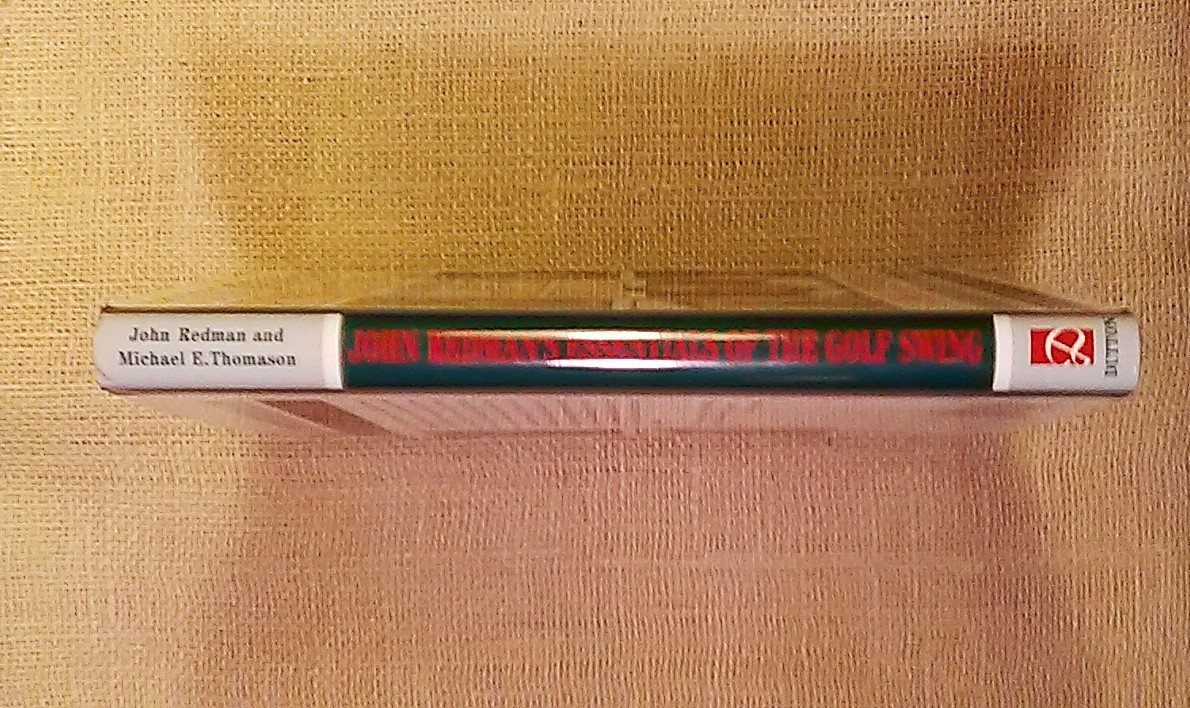 John Redman and
Michael E.Thomason
JOHN REDMAN'S ESSENTIALS OF THE GOLF SWING
DUTTON